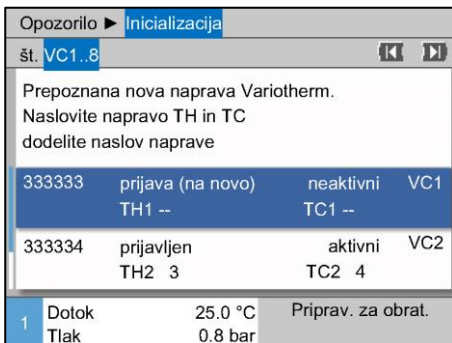 Opozorilo ► Inicializacija
št. VC1..8
Prepoznana nova naprava Variotherm.
Naslovite napravo TH in TC
dodelite naslov naprave
333333 prijava (na novo) neaktivni VC1
TH1 -- TC1 --
333334 prijavljen aktivni VC2
TH2 3 TC2 4
1 Dotok 25.0 °C Priprav. za obrat.
Tlak 0.8 bar